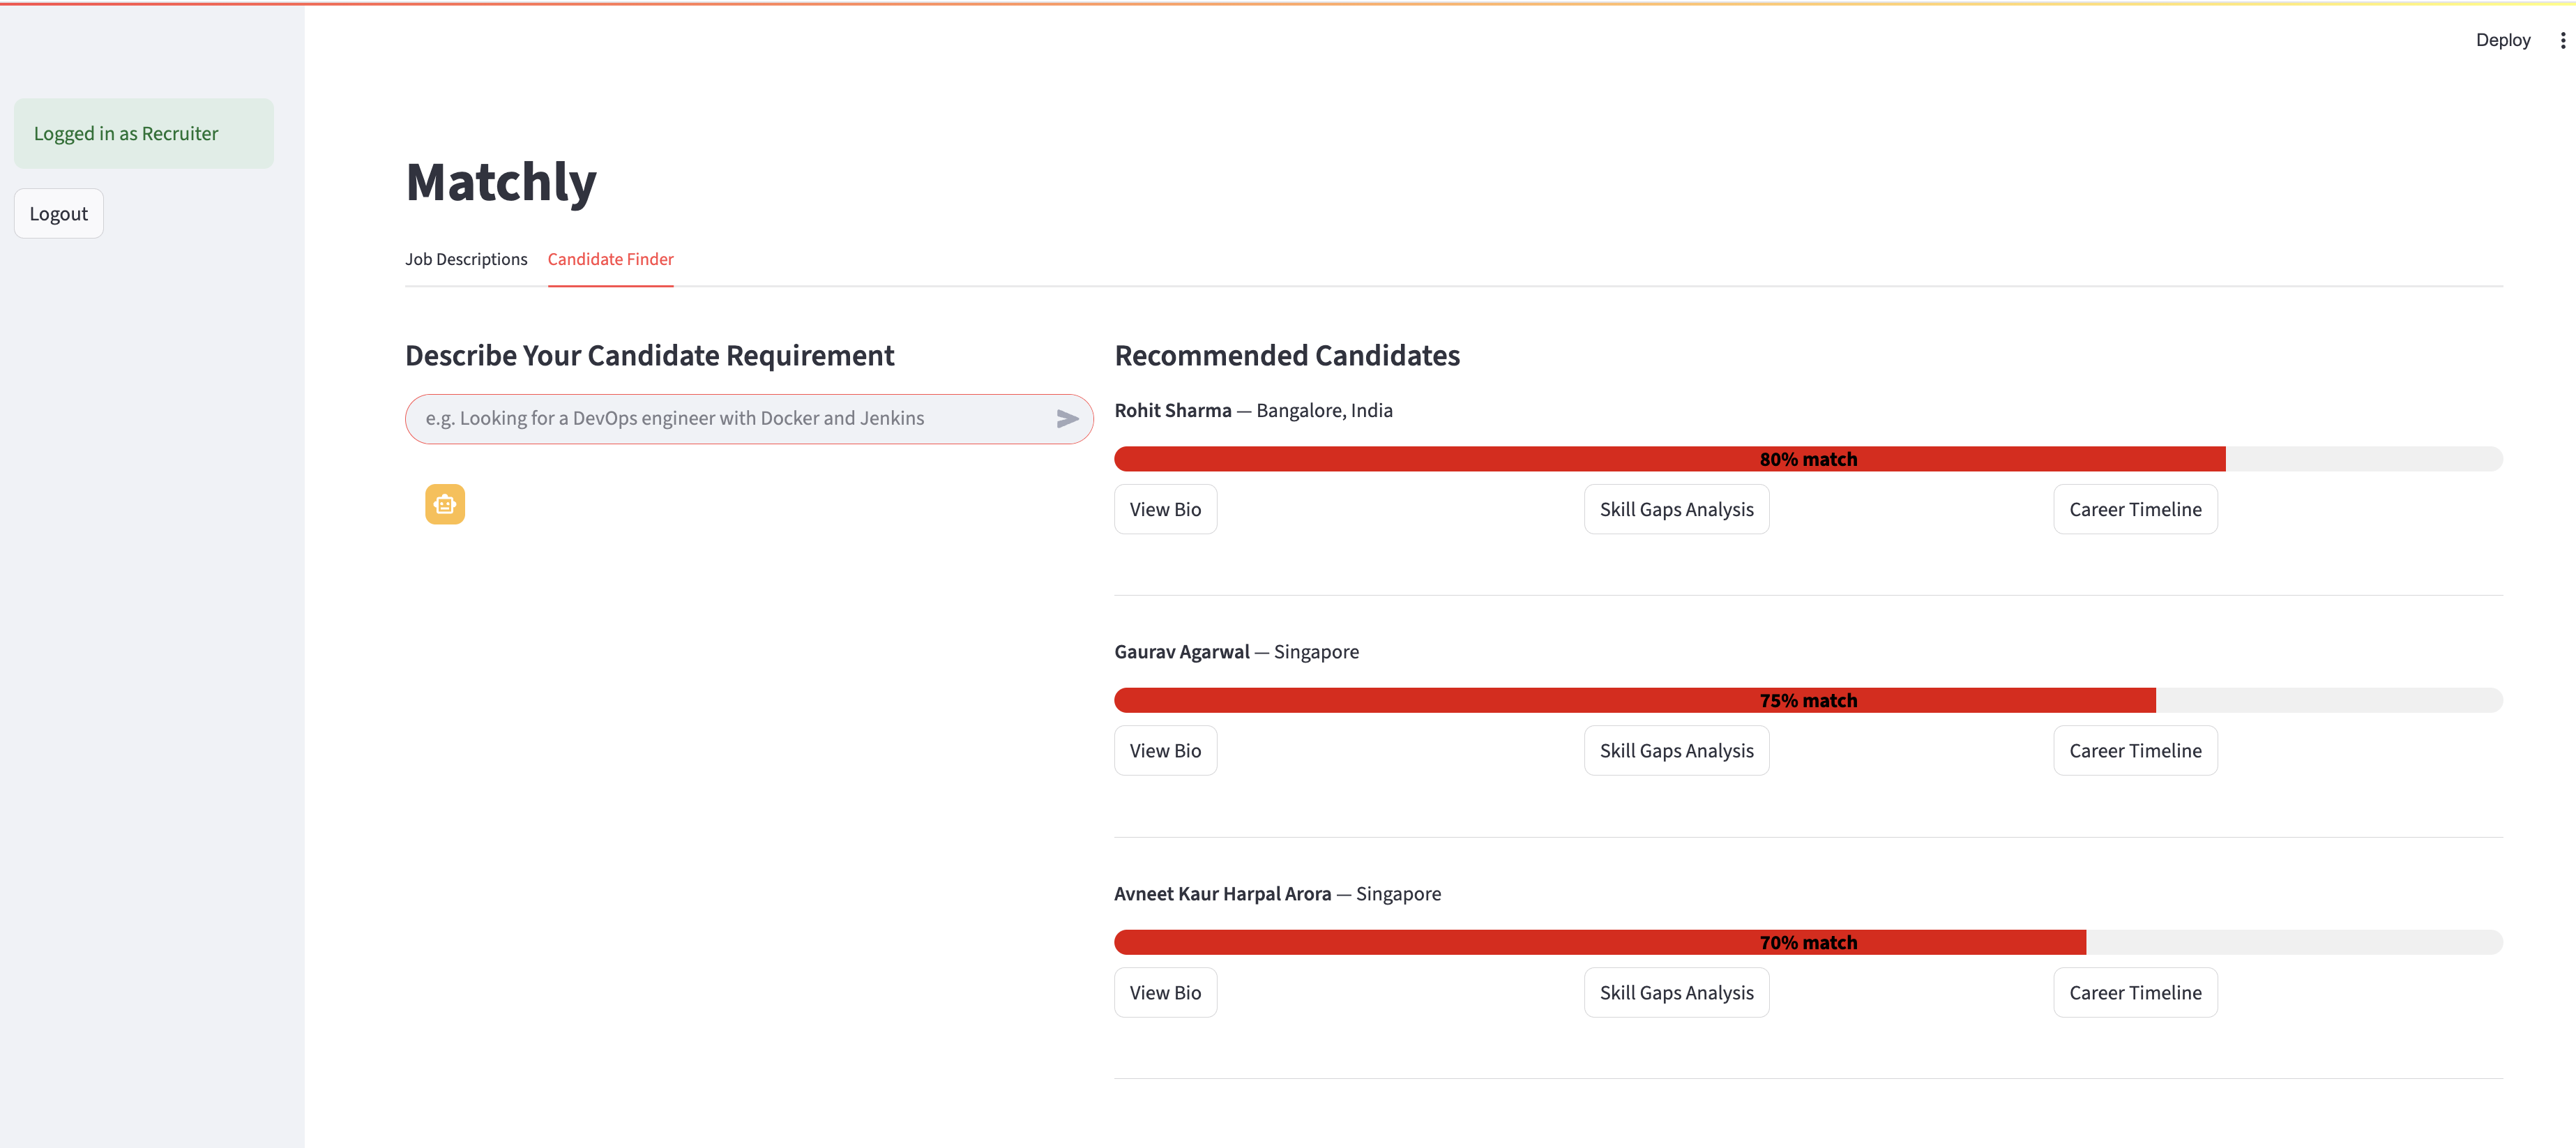 Deploy
Logged in as Recruiter
Logout
Matchly
Job Descriptions Candidate Finder
Describe Your Candidate Requirement
e.g. Looking for a DevOps engineer with Docker and Jenkins
Recommended Candidates
Rohit Sharma — Bangalore, India
80% match
View Bio Skill Gaps Analysis Career Timeline
Gaurav Agarwal — Singapore
75% match
View Bio Skill Gaps Analysis Career Timeline
Avneet Kaur Harpal Arora — Singapore
70% match
View Bio Skill Gaps Analysis Career Timeline